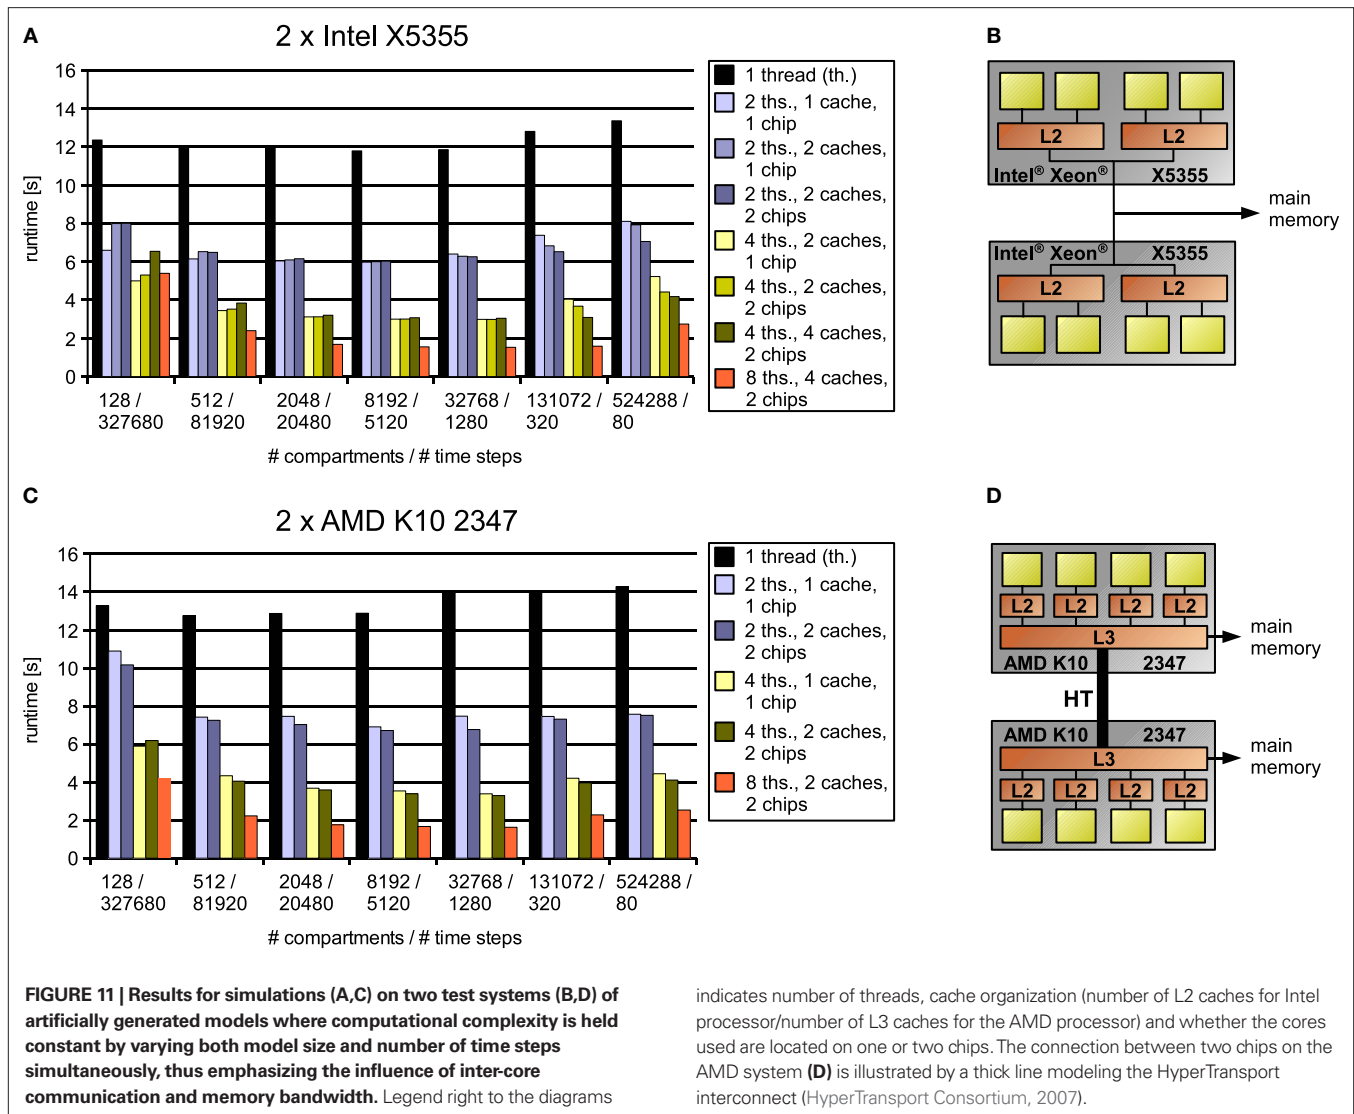 A
2 x Intel X5355
16
14
12
10
8
6
4
2
0
runtime [s]
128 /
327680
512 /
81920
2048 /
20480
8192 /
5120
32768 /
1280
131072 /
320
524288 /
80
# compartments / # time steps
1 thread (th.)
2 ths., 1 cache,
1 chip
2 ths., 2 caches,
1 chip
2 ths., 2 caches,
2 chips
4 ths., 2 caches,
1 chip
4 ths., 2 caches,
2 chips
4 ths., 4 caches,
2 chips
8 ths., 4 caches,
2 chips
B
L2
L2
Intel® Xeon® X5355
main
memory
Intel® Xeon® X5355
L2
L2
C
2 x AMD K10 2347
16
14
12
10
8
6
4
2
0
runtime [s]
128 /
327680
512 /
81920
2048 /
20480
8192 /
5120
32768 /
1280
131072 /
320
524288 /
80
# compartments / # time steps
1 thread (th.)
2 ths., 1 cache,
1 chip
2 ths., 2 caches,
2 chips
4 ths., 1 cache,
1 chip
4 ths., 2 caches,
2 chips
8 ths., 2 caches,
2 chips
D
L2 L2 L2 L2
L3
AMD K10 2347
main
memory
HT
AMD K10 2347
L3
main
memory
L2 L2 L2 L2
FIGURE 11 | Results for simulations (A,C) on two test systems (B,D) of
artificially generated models where computational complexity is held
constant by varying both model size and number of time steps
simultaneously, thus emphasizing the influence of inter-core
communication and memory bandwidth. Legend right to the diagrams
indicates number of threads, cache organization (number of L2 caches for Intel
processor/number of L3 caches for the AMD processor) and whether the cores
used are located on one or two chips. The connection between two chips on the
AMD system (D) is illustrated by a thick line modeling the HyperTransport
interconnect (HyperTransport Consortium, 2007).